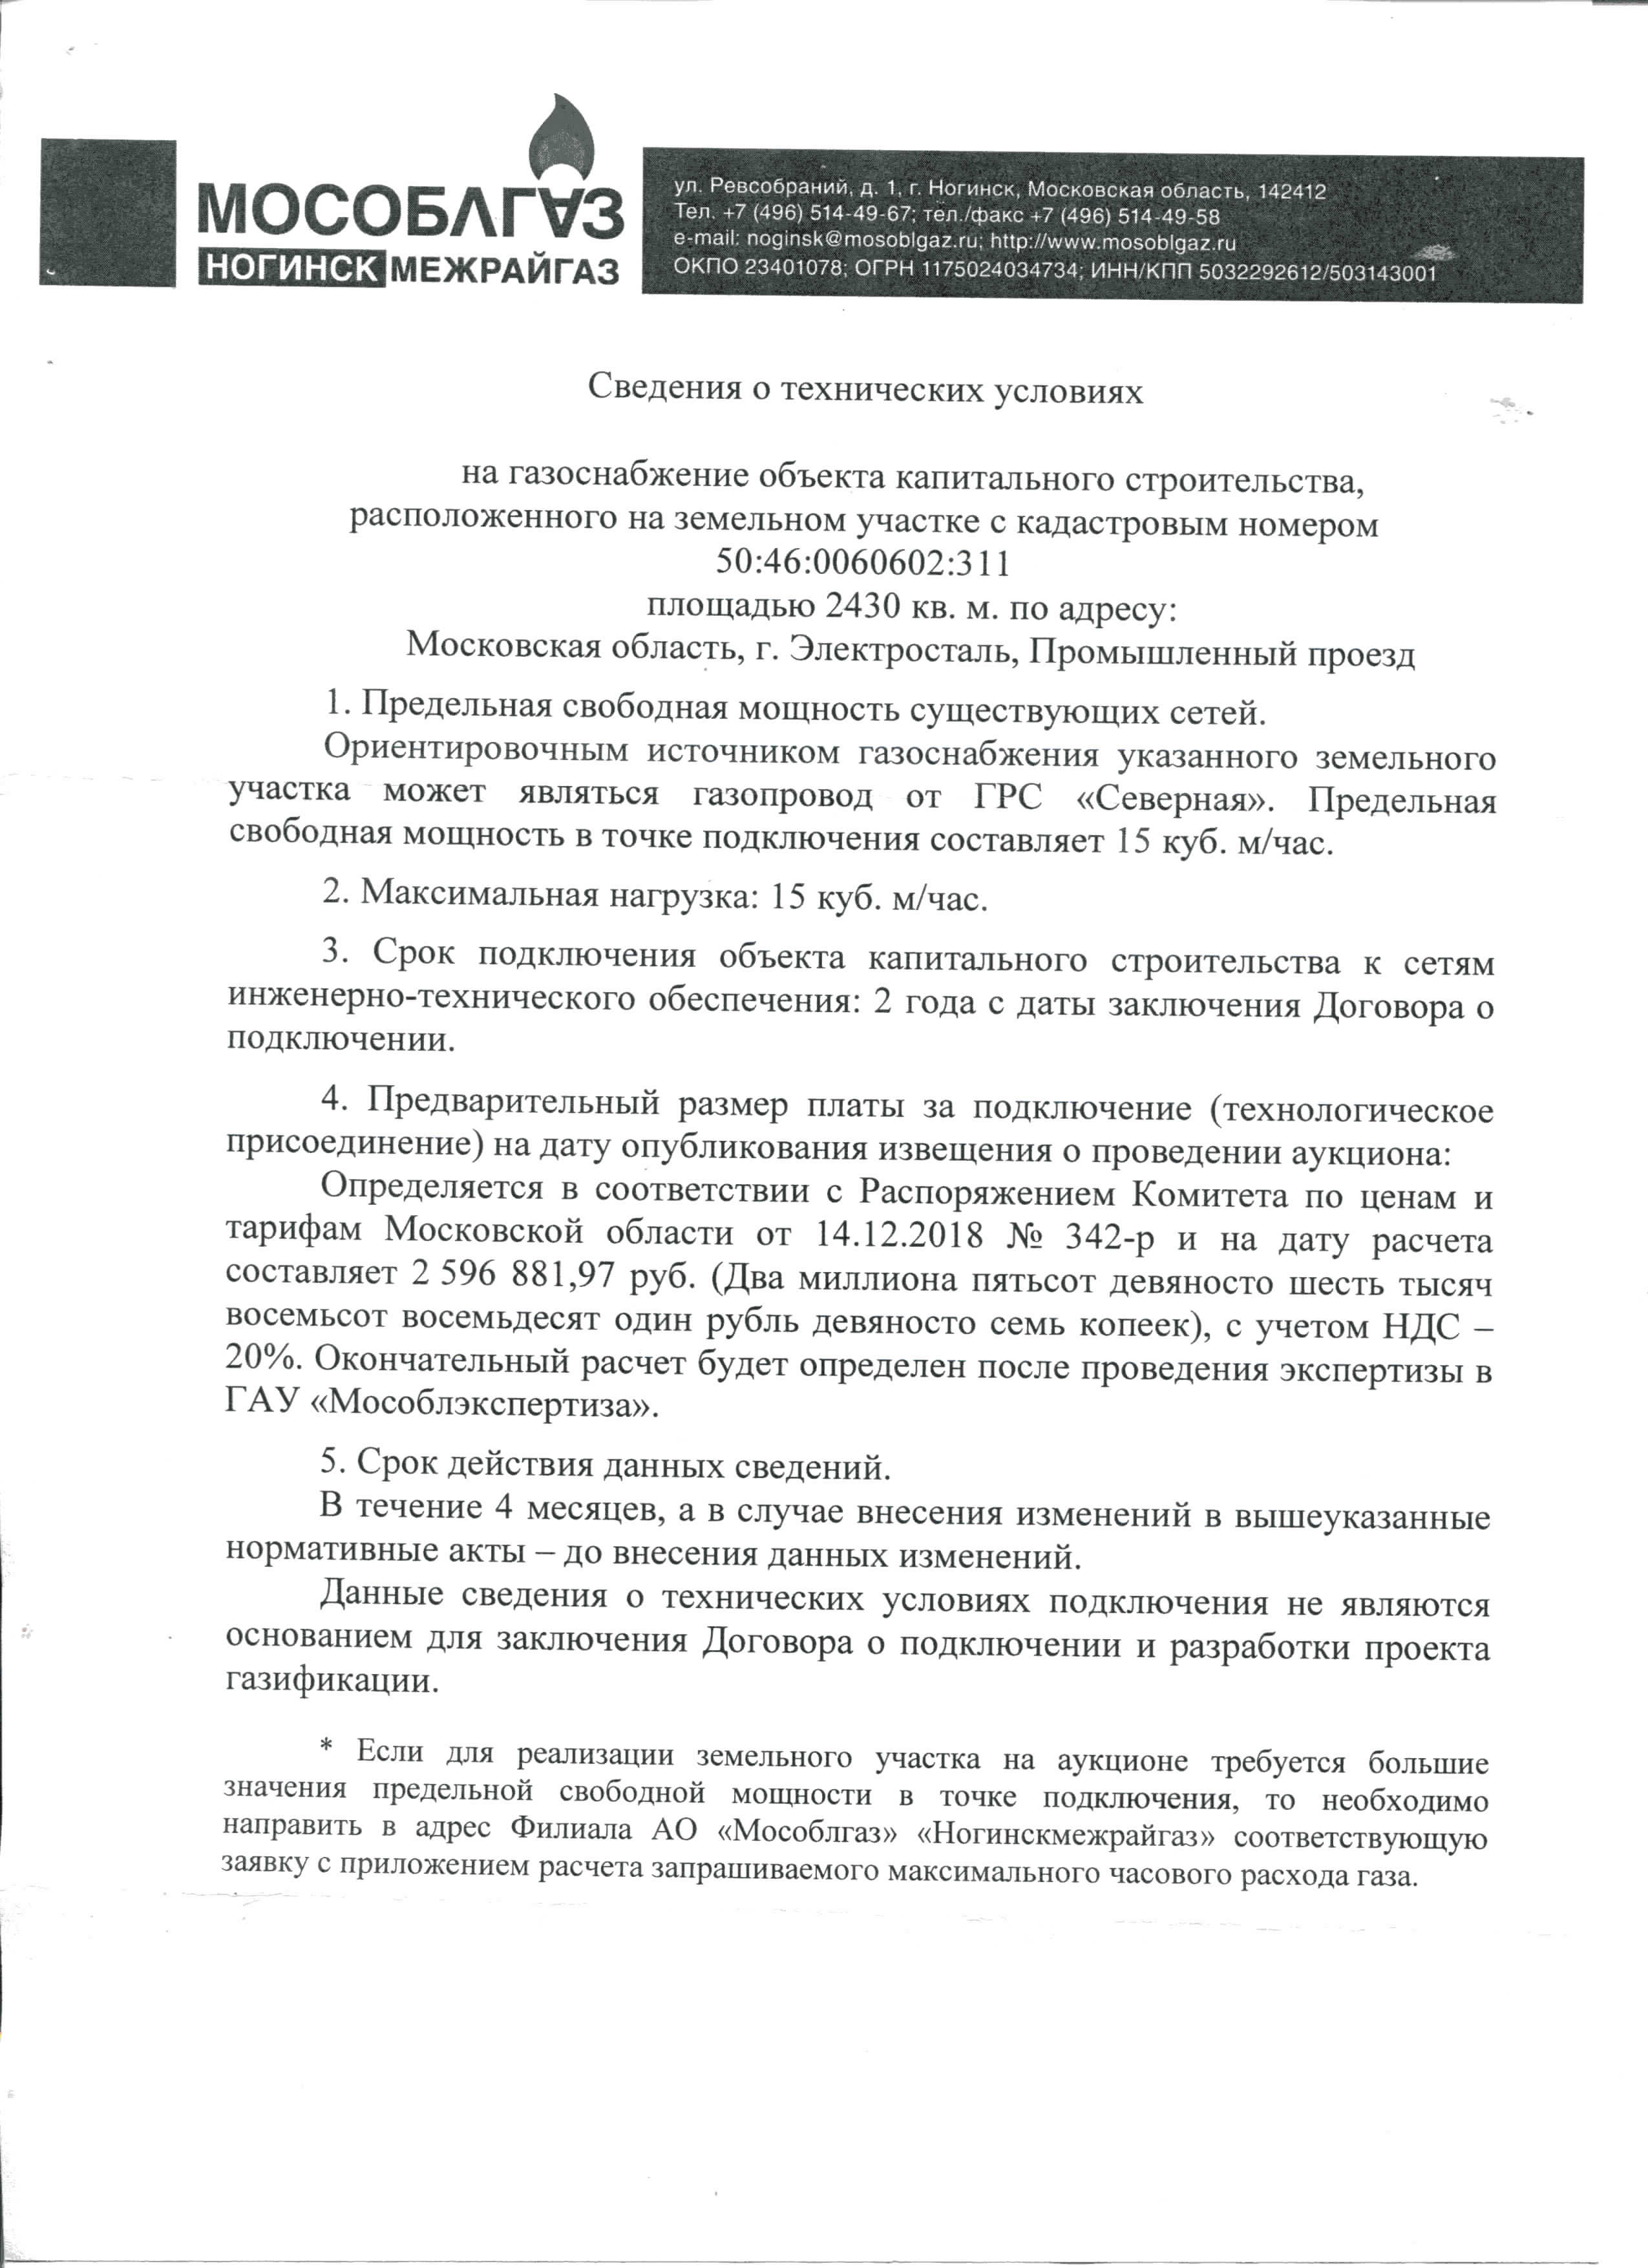 МОСОБЛГАЗ
НОГИНСК МЕЖРАЙГАЗ
ул. Ревсобраний, д. 1, г. Ногинск, Московская область, 142412
Тел. +7 (496) 514-49-67; тел./факс +7 (496) 514-49-58
e-mail: noginsk@mosoblgaz.ru; http://www.mosoblgaz.ru
ОКПО 23401078; ОГРН 1175024034734; ИНН/КПП 5032292612/503143001
Сведения о технических условиях
на газоснабжение объекта капитального строительства,
расположенного на земельном участке с кадастровым номером
50:46:0060602:311
площадью 2430 кв. м. по адресу:
Московская область, г. Электросталь, Промышленный проезд
1. Предельная свободная мощность существующих сетей.
Ориентировочным источником газоснабжения указанного земельного
участка может являться газопровод от ГРС «Северная». Предельная
свободная мощность в точке подключения составляет 15 куб. м/час.
2. Максимальная нагрузка: 15 куб. м/час.
3. Срок подключения объекта капитального строительства к сетям
инженерно-технического обеспечения: 2 года с даты заключения Договора о
подключении.
4. Предварительный размер платы за подключение (технологическое
присоединение) на дату опубликования извещения о проведении аукциона:
Определяется в соответствии с Распоряжением Комитета по ценам и
тарифам Московской области от 14.12.2018 № 342-р и на дату расчета
составляет 2 596 881,97 руб. (Два миллиона пятьсот девяносто шесть тысяч
восемьсот восемьдесят один рубль девяносто семь копеек), с учетом НДС –
20%. Окончательный расчет будет определен после проведения экспертизы в
ГАУ «Мособлэкспертиза».
5. Срок действия данных сведений.
В течение 4 месяцев, а в случае внесения изменений в вышеуказанные
нормативные акты – до внесения данных изменений.
Данные сведения о технических условиях подключения не являются
основанием для заключения Договора о подключении и разработки проекта
газификации.
* Если для реализации земельного участка на аукционе требуется большие
значения предельной свободной мощности в точке подключения, то необходимо
направить в адрес Филиала АО «Мособлгаз» «Ногинскмежрайгаз» соответствующую
заявку с приложением расчета запрашиваемого максимального часового расхода газа.